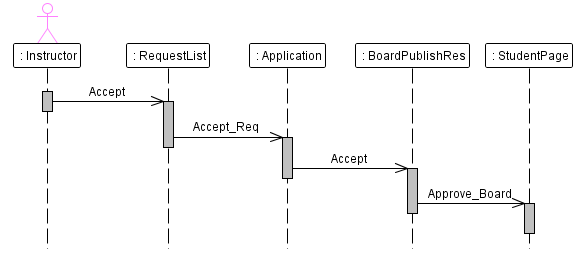 : Instructor
: RequestList
: Application
: BoardPublishRes
: StudentPage
Accept
Accept_Req
Accept
Approve_Board